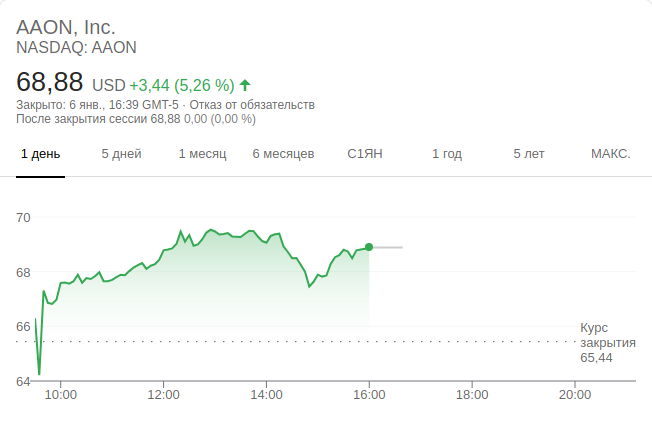 AAON, Inc.
NASDAQ: AAON
68,88 USD +3,44 (5,26 %)
Закрыто: 6 янв., 16:39 GMT-5 · Отказ от обязательств
После закрытия сессии 68,88 0,00 (0,00 %)
1 день 5 дней 1 месяц 6 месяцев С1ЯН 1 год 5 лет МАКС.
70
68
66
Курс
закрытия
65,44
64
10:00 12:00 14:00 16:00 18:00 20:00